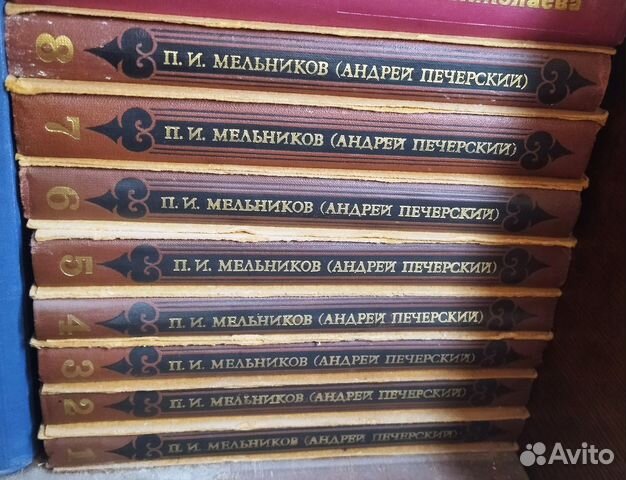 николаева
8 П. И. МЕЛЬНИКОВ (АНДРЕЙ ПЕЧЕРСКИЙ)
7 П. И. МЕЛЬНИКОВ (АНДРЕЙ ПЕЧЕРСКИЙ)
6 П. И. МЕЛЬНИКОВ (АНДРЕЙ ПЕЧЕРСКИЙ)
5 П. И. МЕЛЬНИКОВ (АНДРЕЙ ПЕЧЕРСКИЙ)
4 П. И. МЕЛЬНИКОВ (АНДРЕЙ ПЕЧЕРСКИЙ)
3 П. И. МЕЛЬНИКОВ (АНДРЕЙ ПЕЧЕРСКИЙ)
2 П. И. МЕЛЬНИКОВ (АНДРЕЙ ПЕЧЕРСКИЙ)
1 П. И. МЕЛЬНИКОВ (АНДРЕЙ ПЕЧЕРСКИЙ)
Avito